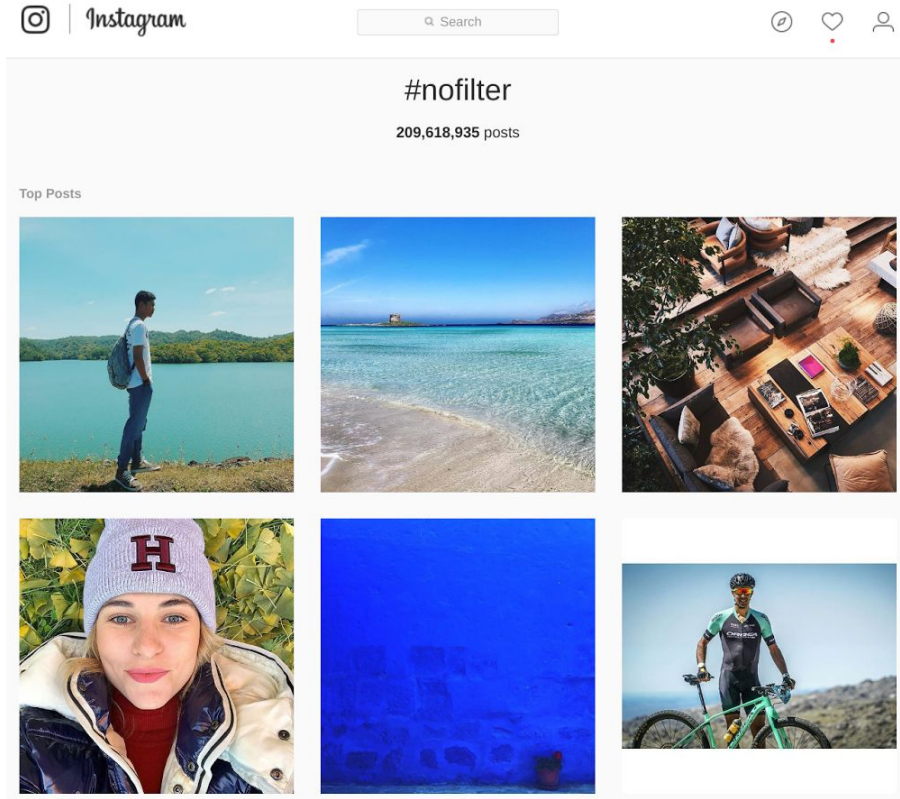 Instagram
Search
#nofilter
209,618,935 posts
Top Posts
H
ORBEA